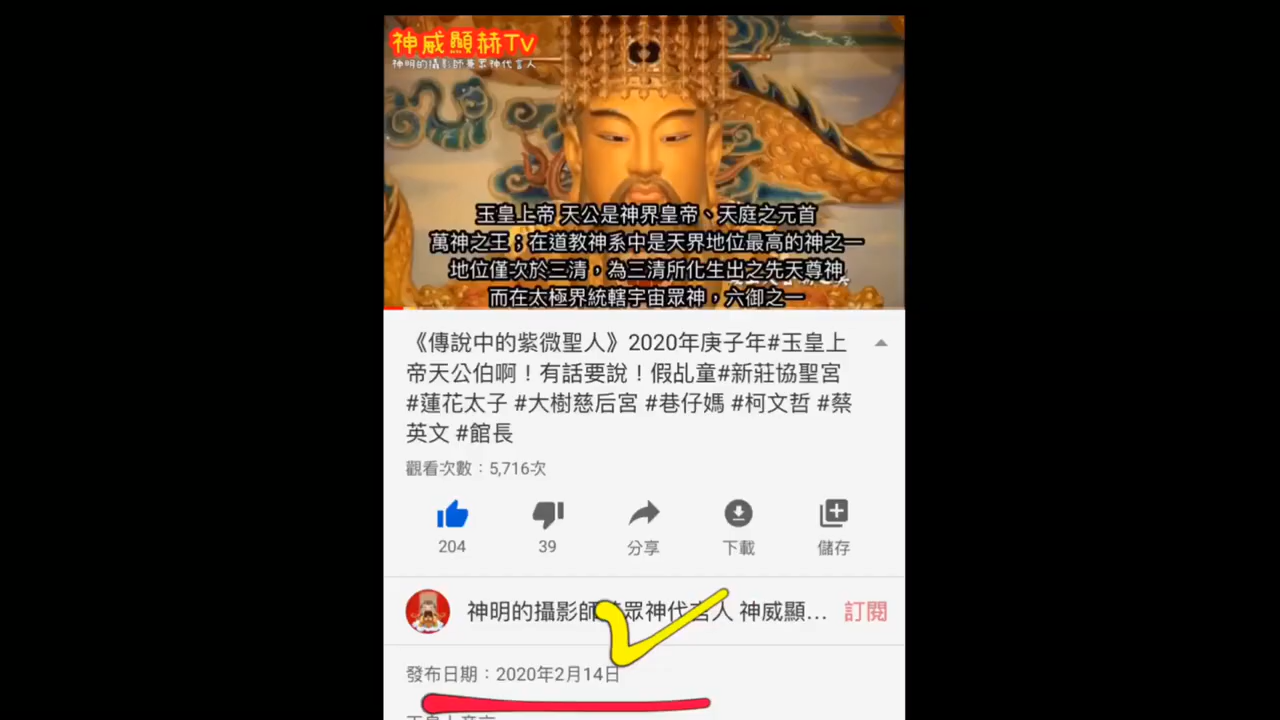 神威顯赫TV
神明的攝影師兼眾神代言人
玉皇上帝 天公是神界皇帝、天庭之元首
萬神之王；在道教神系中是天界地位最高的神之一
地位僅次於三清，為三清所化生出之先天尊神
而在太極界統轄宇宙眾神，六御之一
《傳說中的紫微聖人》2020年庚子年#玉皇上
帝天公伯啊！有話要說！假乩童#新莊協聖宮
#蓮花太子 #大樹慈后宮 #巷仔媽 #柯文哲 #蔡
英文 #館長
觀看次數：5,716次
204
39
分享
下載
儲存
神明的攝影師兼眾神代言人 神威顯...
訂閱
發布日期：2020年2月14日